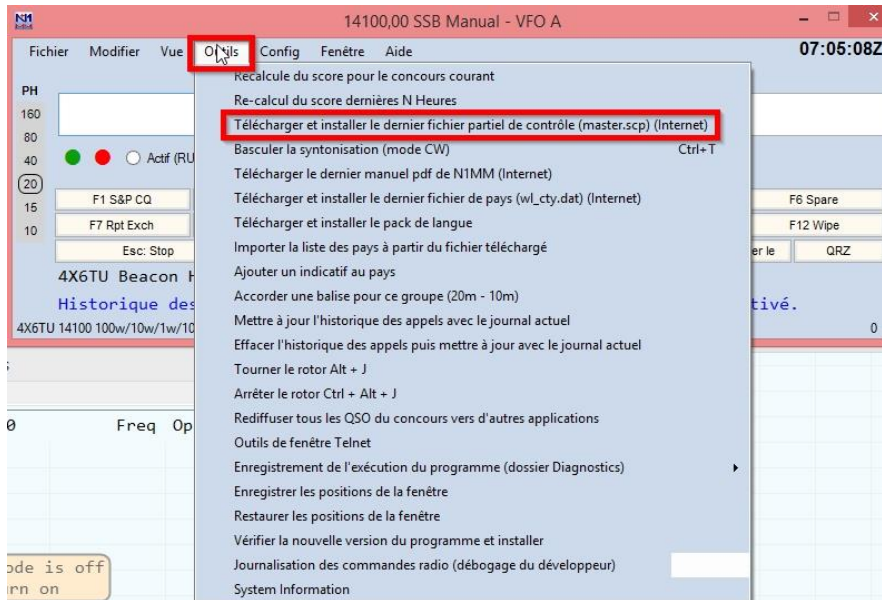 N1
14100,00 SSB Manual - VFO A
Fichier Modifier Vue Outils Config Fenêtre Aide 07:05:08Z
PH
160
80
40
20
15
10
Actif (RU
F1 S&P CQ
F6 Spare
F7 Rpt Exch
F12 Wipe
Esc: Stop
er le
QRZ
4X6TU Beacon H
Historique des
tivé.
4X6TU 14100 100w/10w/1w/10
0
Recalcule du score pour le concours courant
Re-calcul du score dernières N Heures
Télécharger et installer le dernier fichier partiel de contrôle (master.scp) (Internet)
Basculer la syntonisation (mode CW) Ctrl+T
Télécharger le dernier manuel pdf de N1MM (Internet)
Télécharger et installer le dernier fichier de pays (wl_cty.dat) (Internet)
Télécharger et installer le pack de langue
Importer la liste des pays à partir du fichier téléchargé
Ajouter un indicatif au pays
Accorder une balise pour ce groupe (20m - 10m)
Mettre à jour l'historique des appels avec le journal actuel
Effacer l'historique des appels puis mettre à jour avec le journal actuel
Tourner le rotor Alt + J
Arrêter le rotor Ctrl + Alt + J
Rediffuser tous les QSO du concours vers d'autres applications
Outils de fenêtre Telnet
Enregistrement de l'exécution du programme (dossier Diagnostics)
Enregistrer les positions de la fenêtre
Restaurer les positions de la fenêtre
Vérifier la nouvelle version du programme et installer
Journalisation des commandes radio (débogage du développeur)
System Information
0 Freq Op
ode is off
rn on